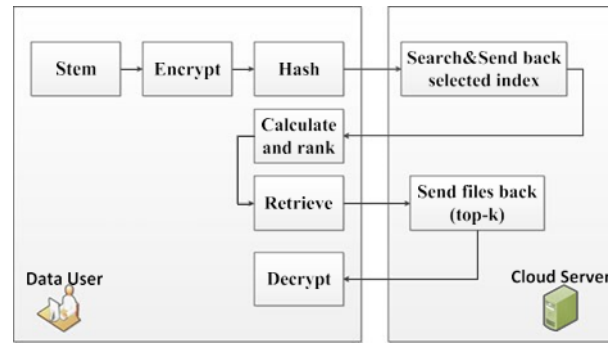 Stem
Encrypt
Hash
Search&Send back
selected index
Calculate
and rank
Retrieve
Send files back
(top-k)
Decrypt
Data User
Cloud Server